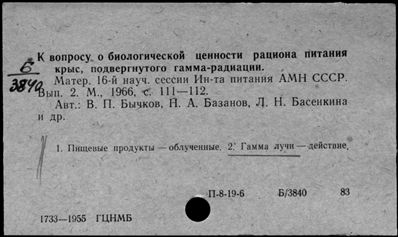 К вопросу о биологической ценности рациона питания
крыс, подвергнутого гамма-радиации.
Б
3840
Матер. 16-й науч. сессии Ин-та питания АМН СССР.
Вып. 2. М., 1966, с. 111—112.
Авт.: В. П. Бычков, Н. А. Базанов, Л. Н. Басенкина
и др.
1. Пищевые продукты — облученные. 2. Гамма лучи — действие.
П-8-19-6 Б/3840 83
1733—1955 ГЦНМБ